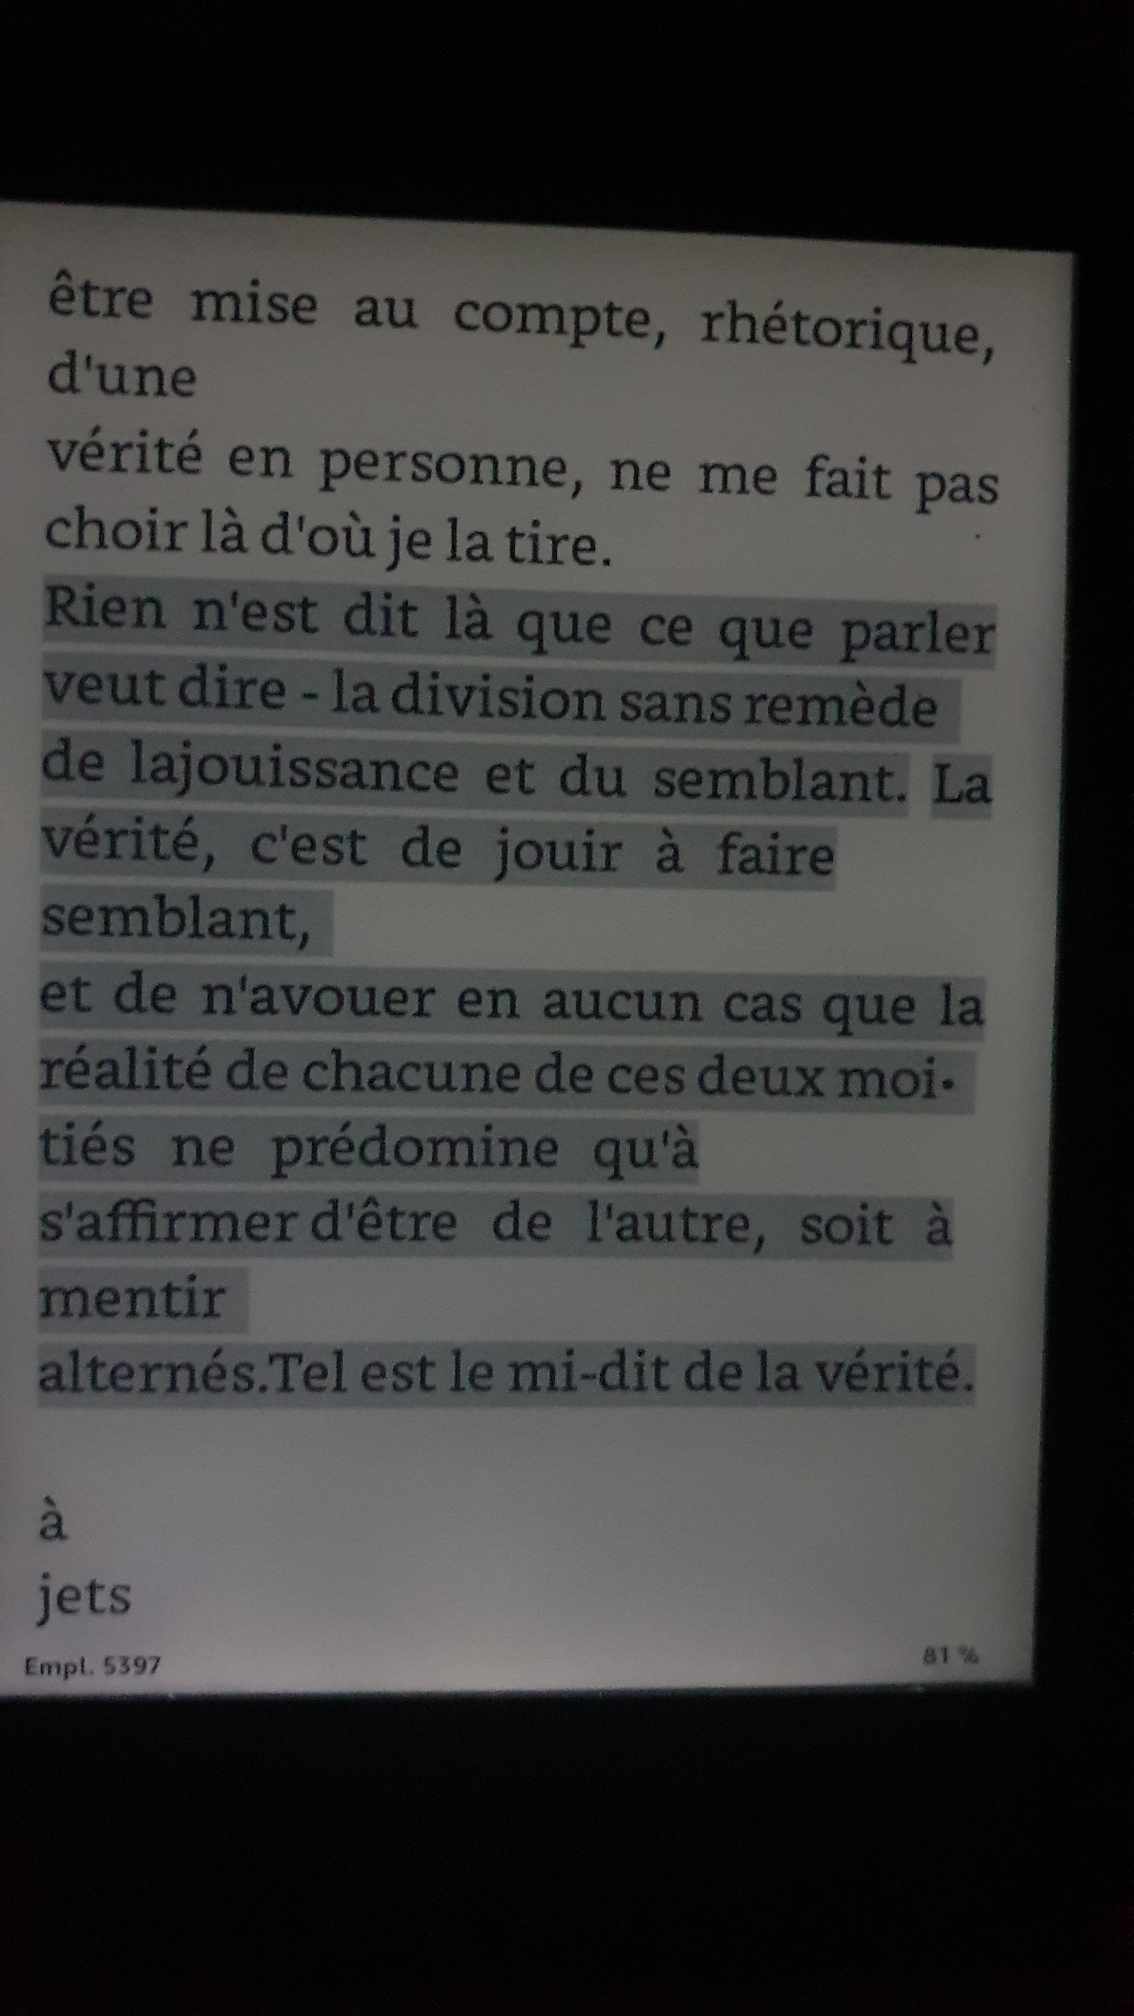 être mise au compte, rhétorique,
d'une
vérité en personne, ne me fait pas
choir là d'où je la tire.
Rien n'est dit là que ce que parler
veut dire - la division sans remède
de lajouissance et du semblant. La
vérité, c'est de jouir à faire
semblant,
et de n'avouer en aucun cas que la
réalité de chacune de ces deux moi•
tiés ne prédomine qu'à
s'affirmer d'être de l'autre, soit à
mentir
alternés.Tel est le mi-dit de la vérité.
à
jets
Empl. 5397 81 %